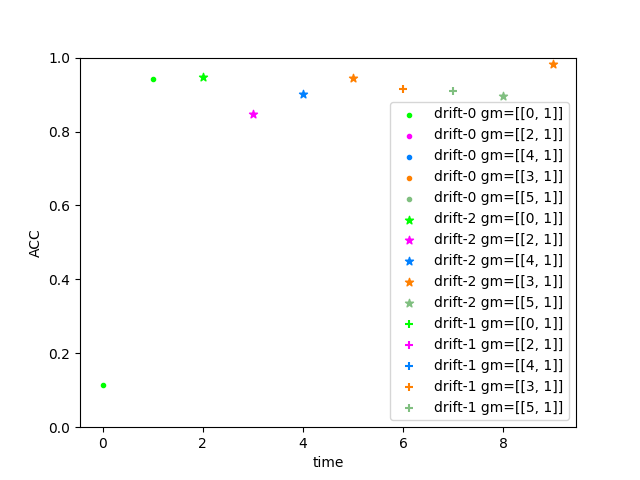 1.0
0.8
0.6
0.4
0.2
0.0
ACC
0 2 4 6 8
time
drift-0 gm=[[0, 1]]
drift-0 gm=[[2, 1]]
drift-0 gm=[[4, 1]]
drift-0 gm=[[3, 1]]
drift-0 gm=[[5, 1]]
drift-2 gm=[[0, 1]]
drift-2 gm=[[2, 1]]
drift-2 gm=[[4, 1]]
drift-2 gm=[[3, 1]]
drift-2 gm=[[5, 1]]
drift-1 gm=[[0, 1]]
drift-1 gm=[[2, 1]]
drift-1 gm=[[4, 1]]
drift-1 gm=[[3, 1]]
drift-1 gm=[[5, 1]]